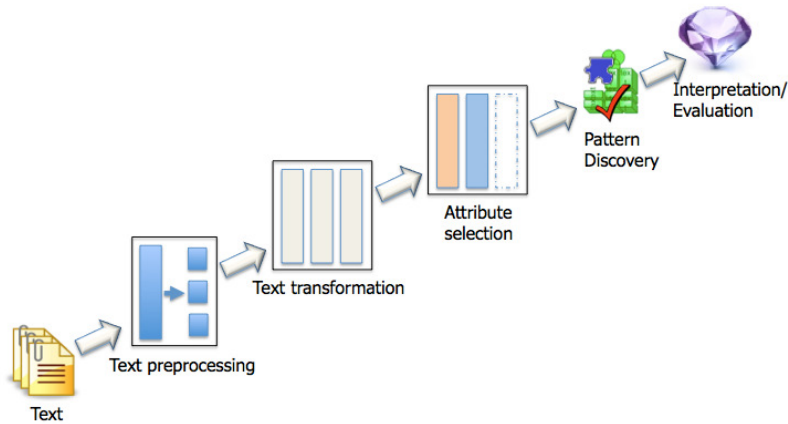 Text
Text preprocessing
Text transformation
Attribute
selection
Pattern
Discovery
Interpretation/
Evaluation